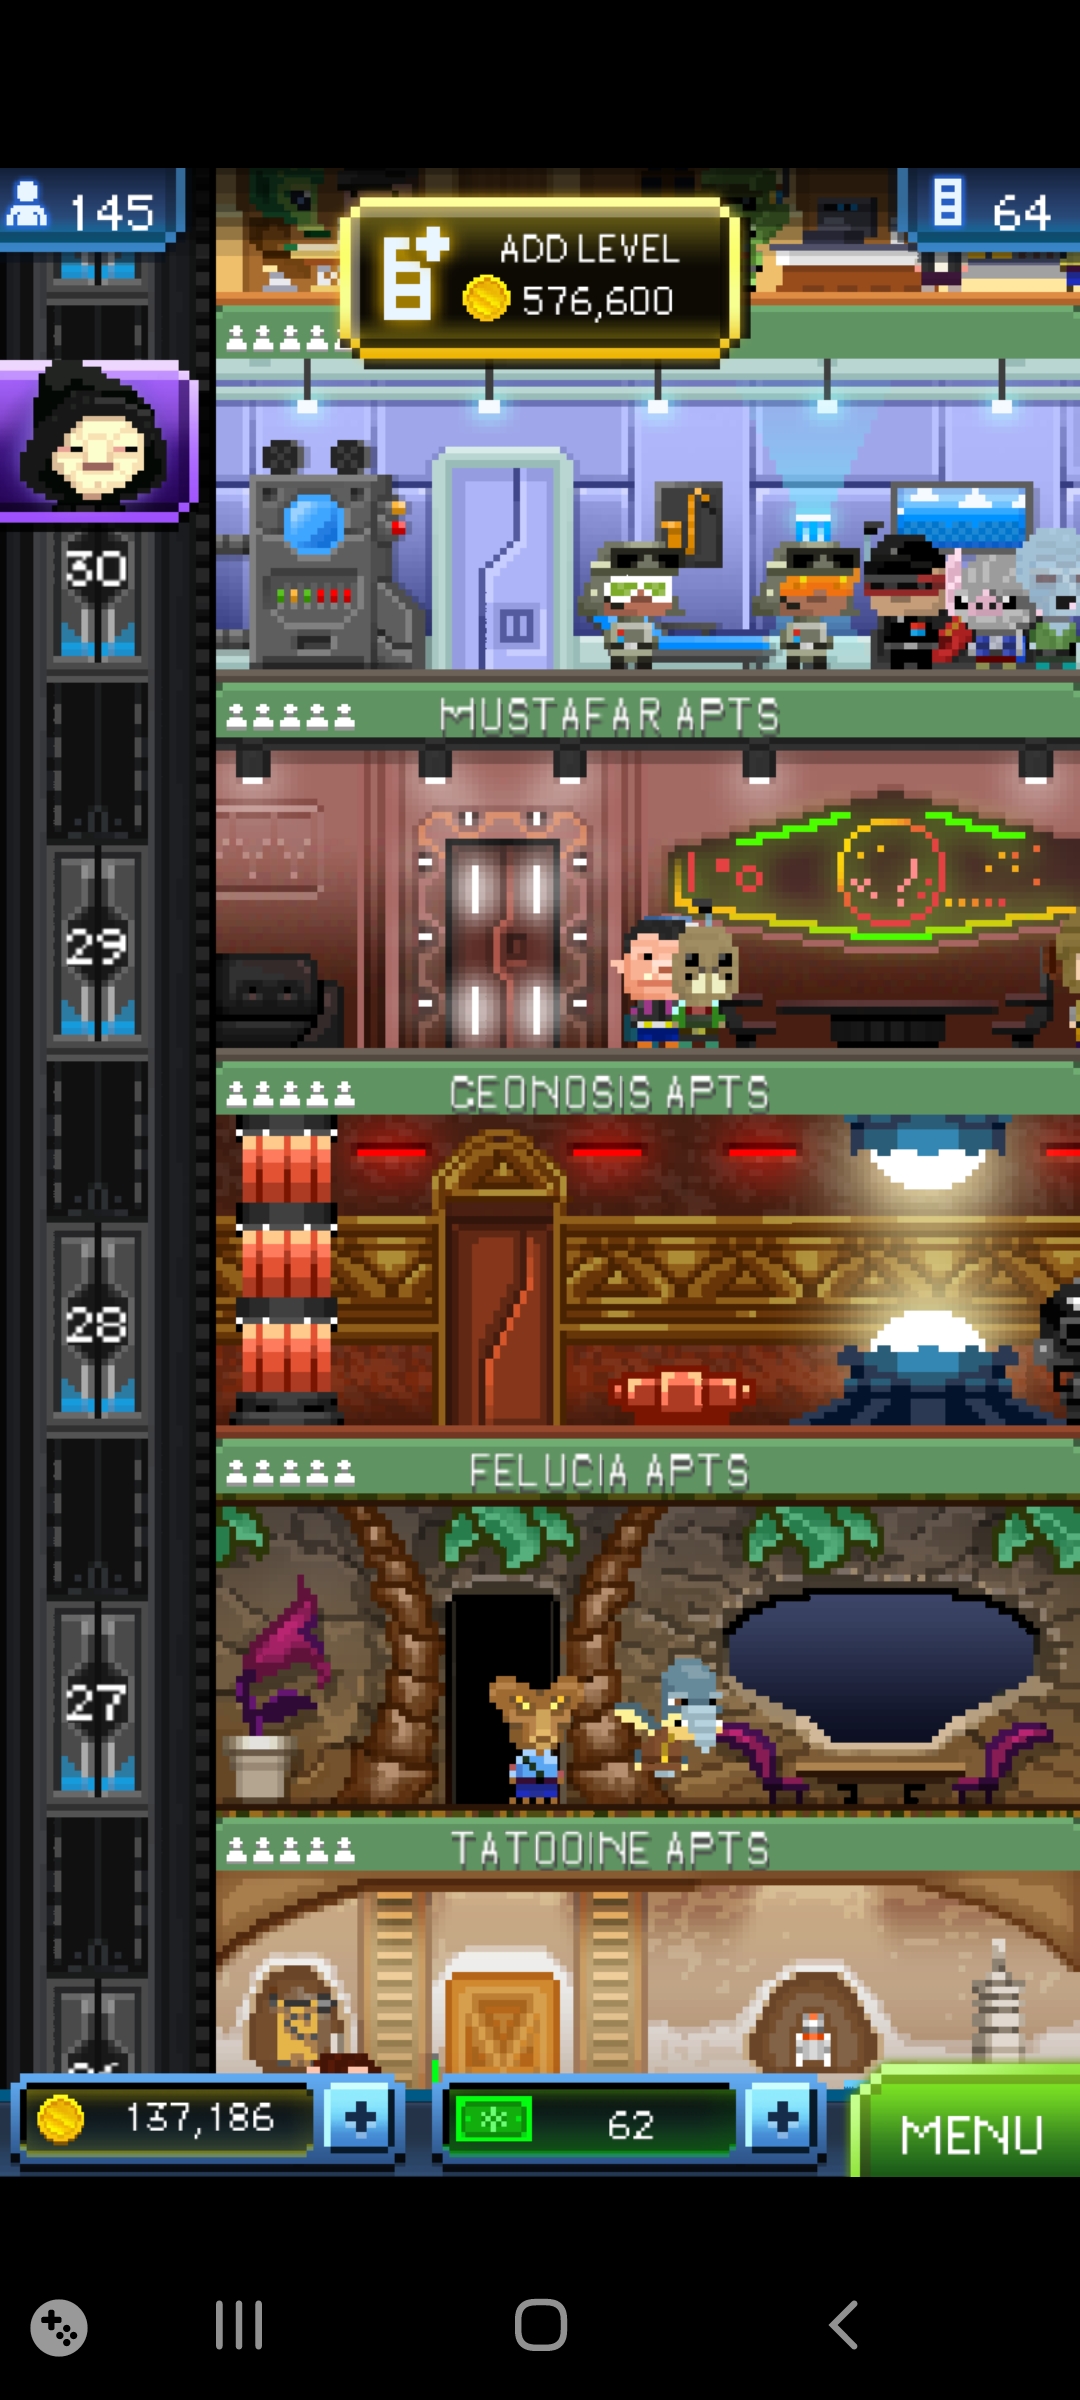 145
ADD LEVEL
576,600
64
30
MUSTAFAR APTS
29
GEONOSIS APTS
28
FELUCIA APTS
27
TATOOINE APTS
137,186
62
MENU